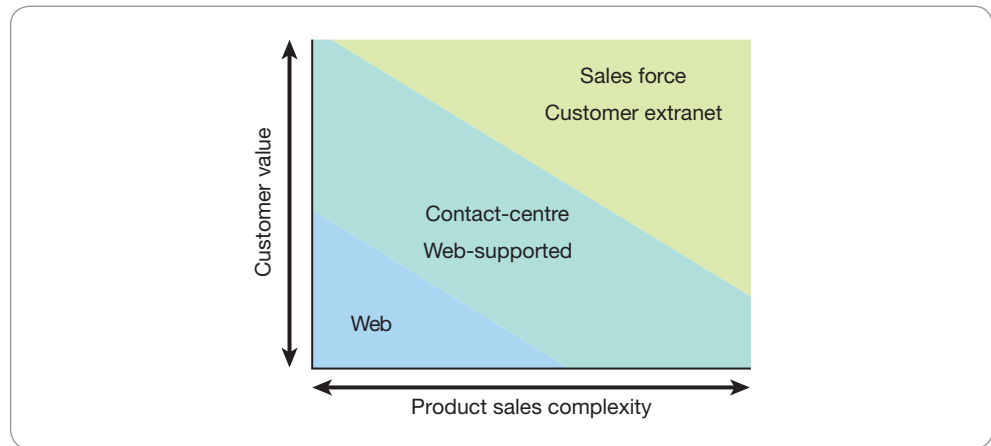 Sales force
Customer extranet
Customer value
Contact-centre
Web-supported
Web
Product sales complexity